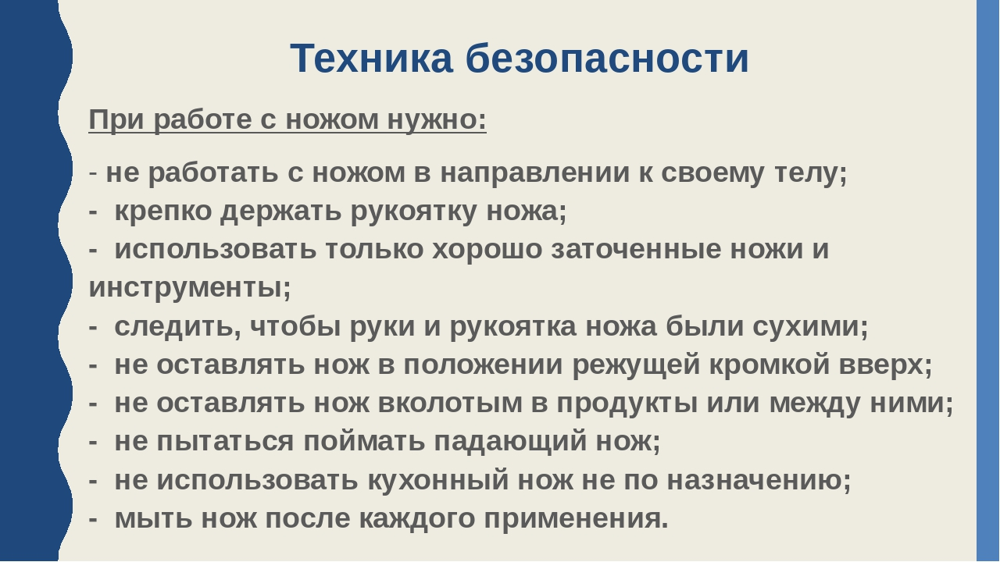 Техника безопасности
При работе с ножом нужно:
- не работать с ножом в направлении к своему телу;
-  крепко держать рукоятку ножа;
-  использовать только хорошо заточенные ножи и
инструменты;
-  следить, чтобы руки и рукоятка ножа были сухими;
-  не оставлять нож в положении режущей кромкой вверх;
-  не оставлять нож вколотым в продукты или между ними;
-  не пытаться поймать падающий нож;
-  не использовать кухонный нож не по назначению;
-  мыть нож после каждого применения.